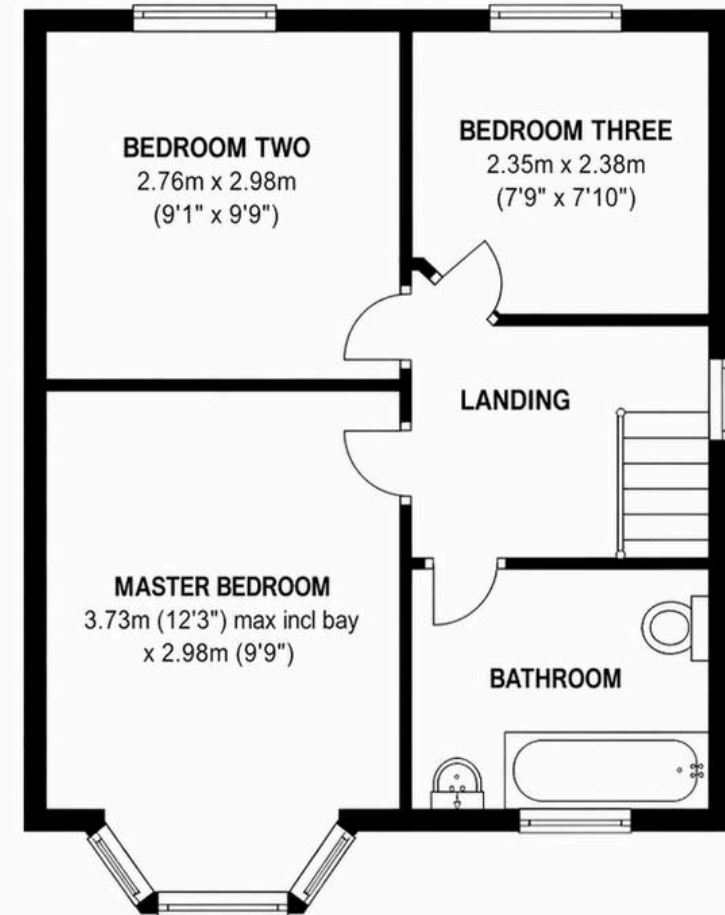 BEDROOM TWO
2.76m x 2.98m
(9'1" x 9'9")
BEDROOM THREE
2.35m x 2.38m
(7'9" x 7'10")
LANDING
MASTER BEDROOM
3.73m (12'3") max incl bay
x 2.98m (9'9")
BATHROOM